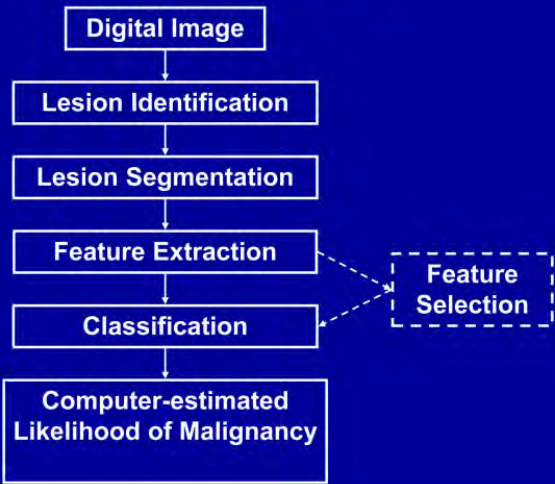 Digital Image
Lesion Identification
Lesion Segmentation
Feature Extraction
Feature
Selection
Classification
Computer-estimated
Likelihood of Malignancy